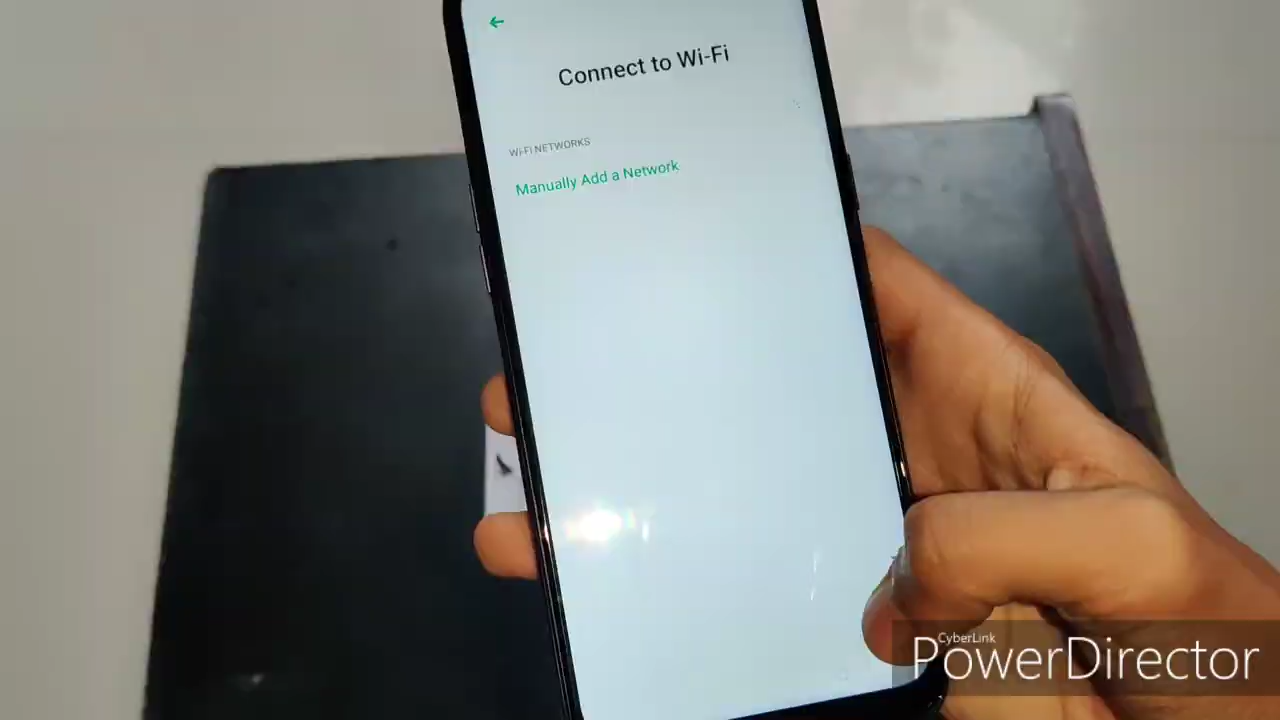 Connect to Wi-Fi
WI-FI NETWORKS
Manually Add a Network
CyberLink
PowerDirector